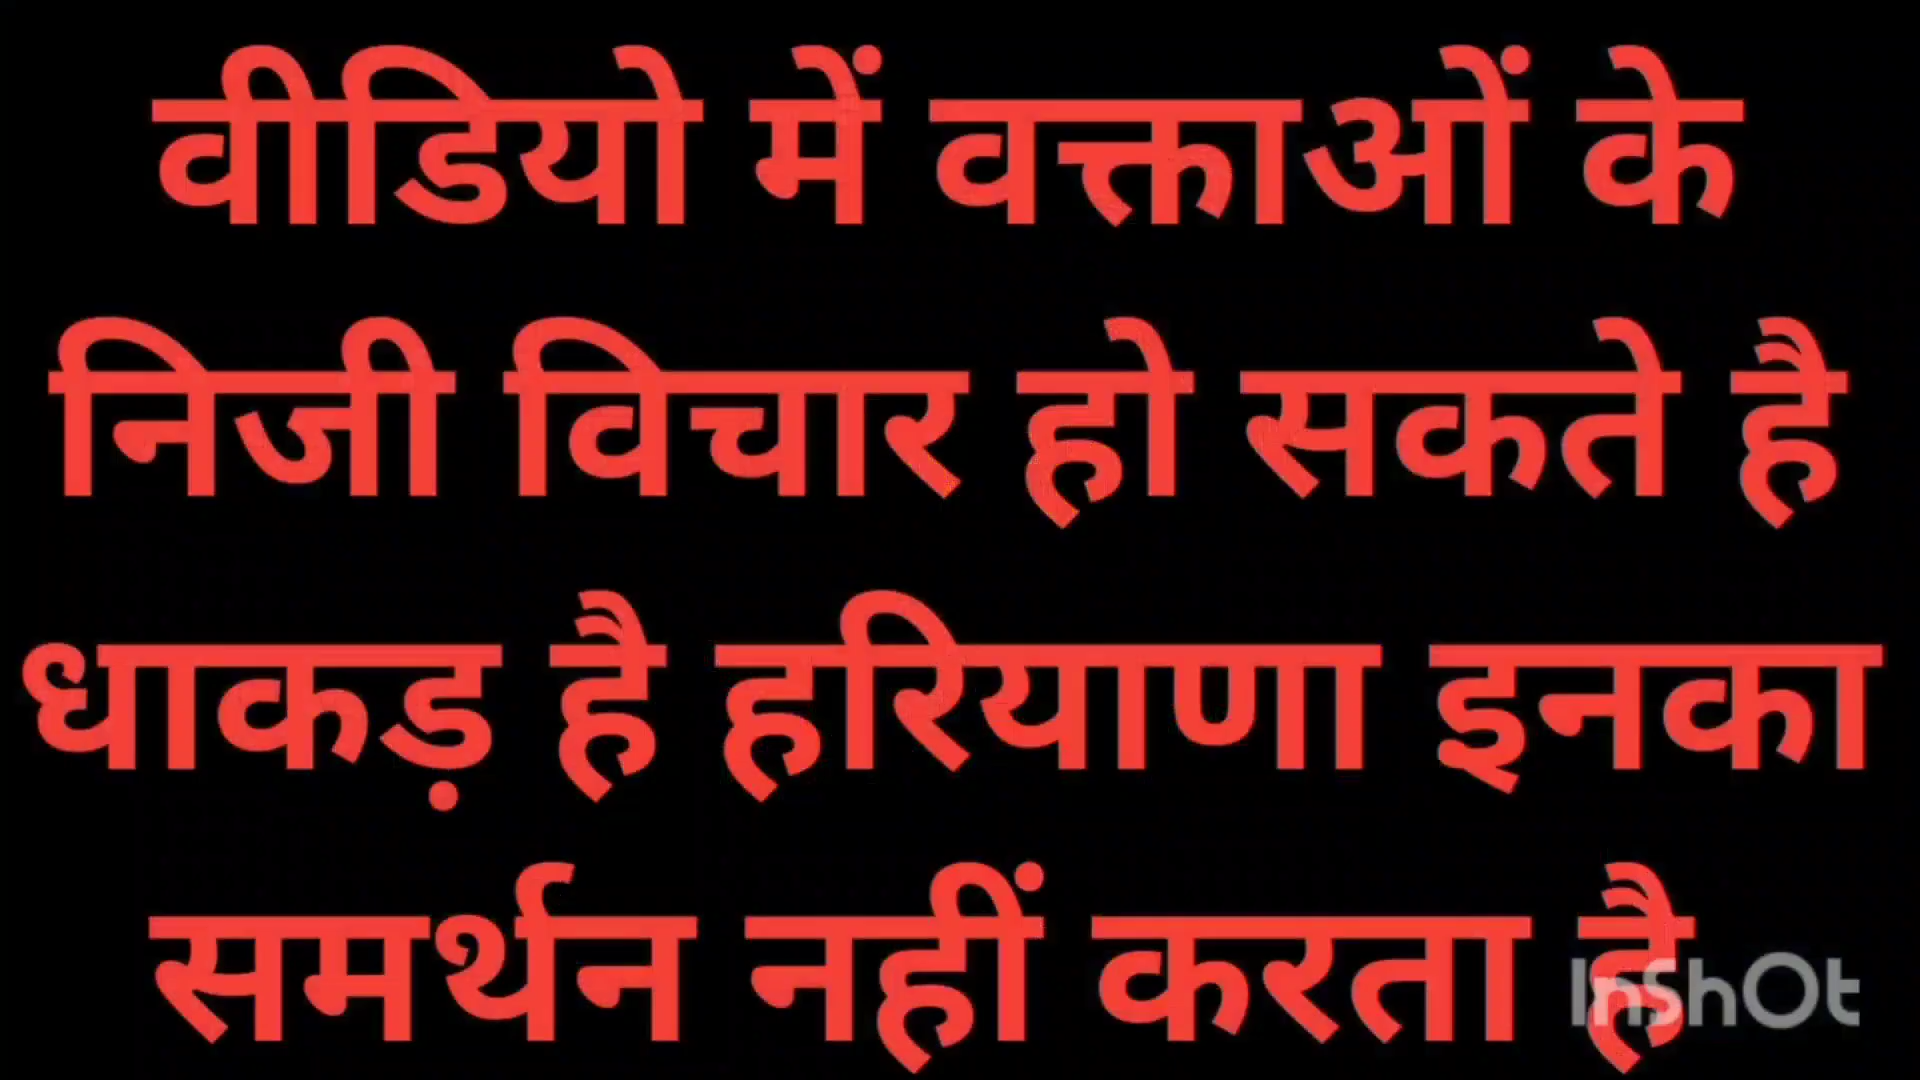 वीडियो में वक्ताओं के
निजी विचार हो सकते है
धाकड़ है हरियाणा इनका
समर्थन नहीं करता है
InShOt